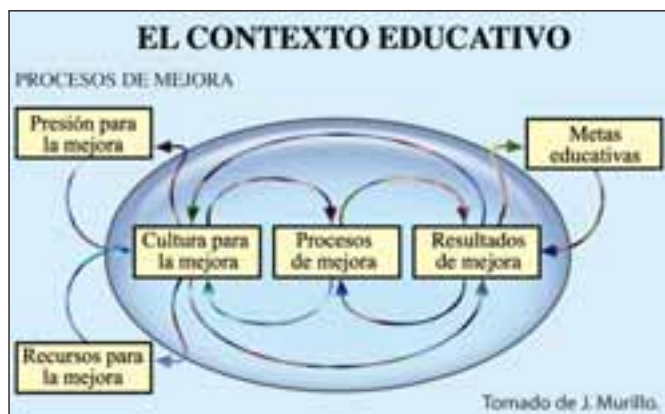 EL CONTEXTO EDUCATIVO
PROCESOS DE MEJORA
Presión para
la mejora
Metas
educativas
Cultura para
la mejora
Procesos
de mejora
Resultados
de mejora
Recursos para
la mejora
Tomado de J. Murillo.